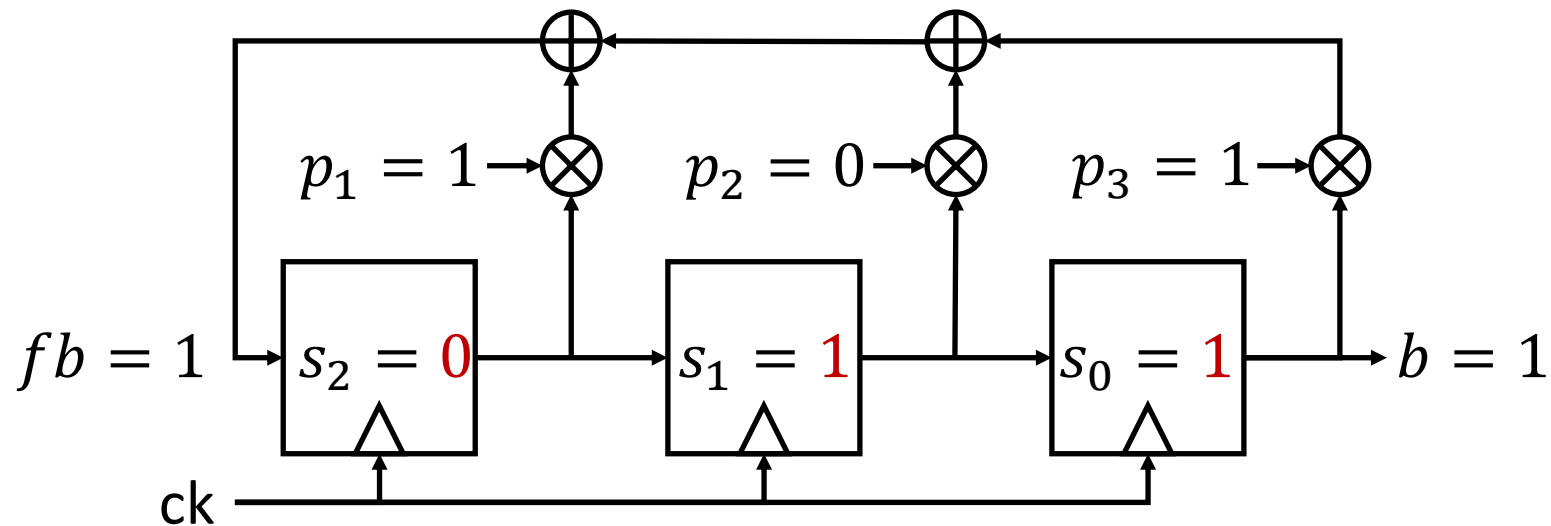 p₁ = 1 p₂ = 0 p₃ = 1
fb = 1 s₂ = 0 s₁ = 1 s₀ = 1 b = 1
ck